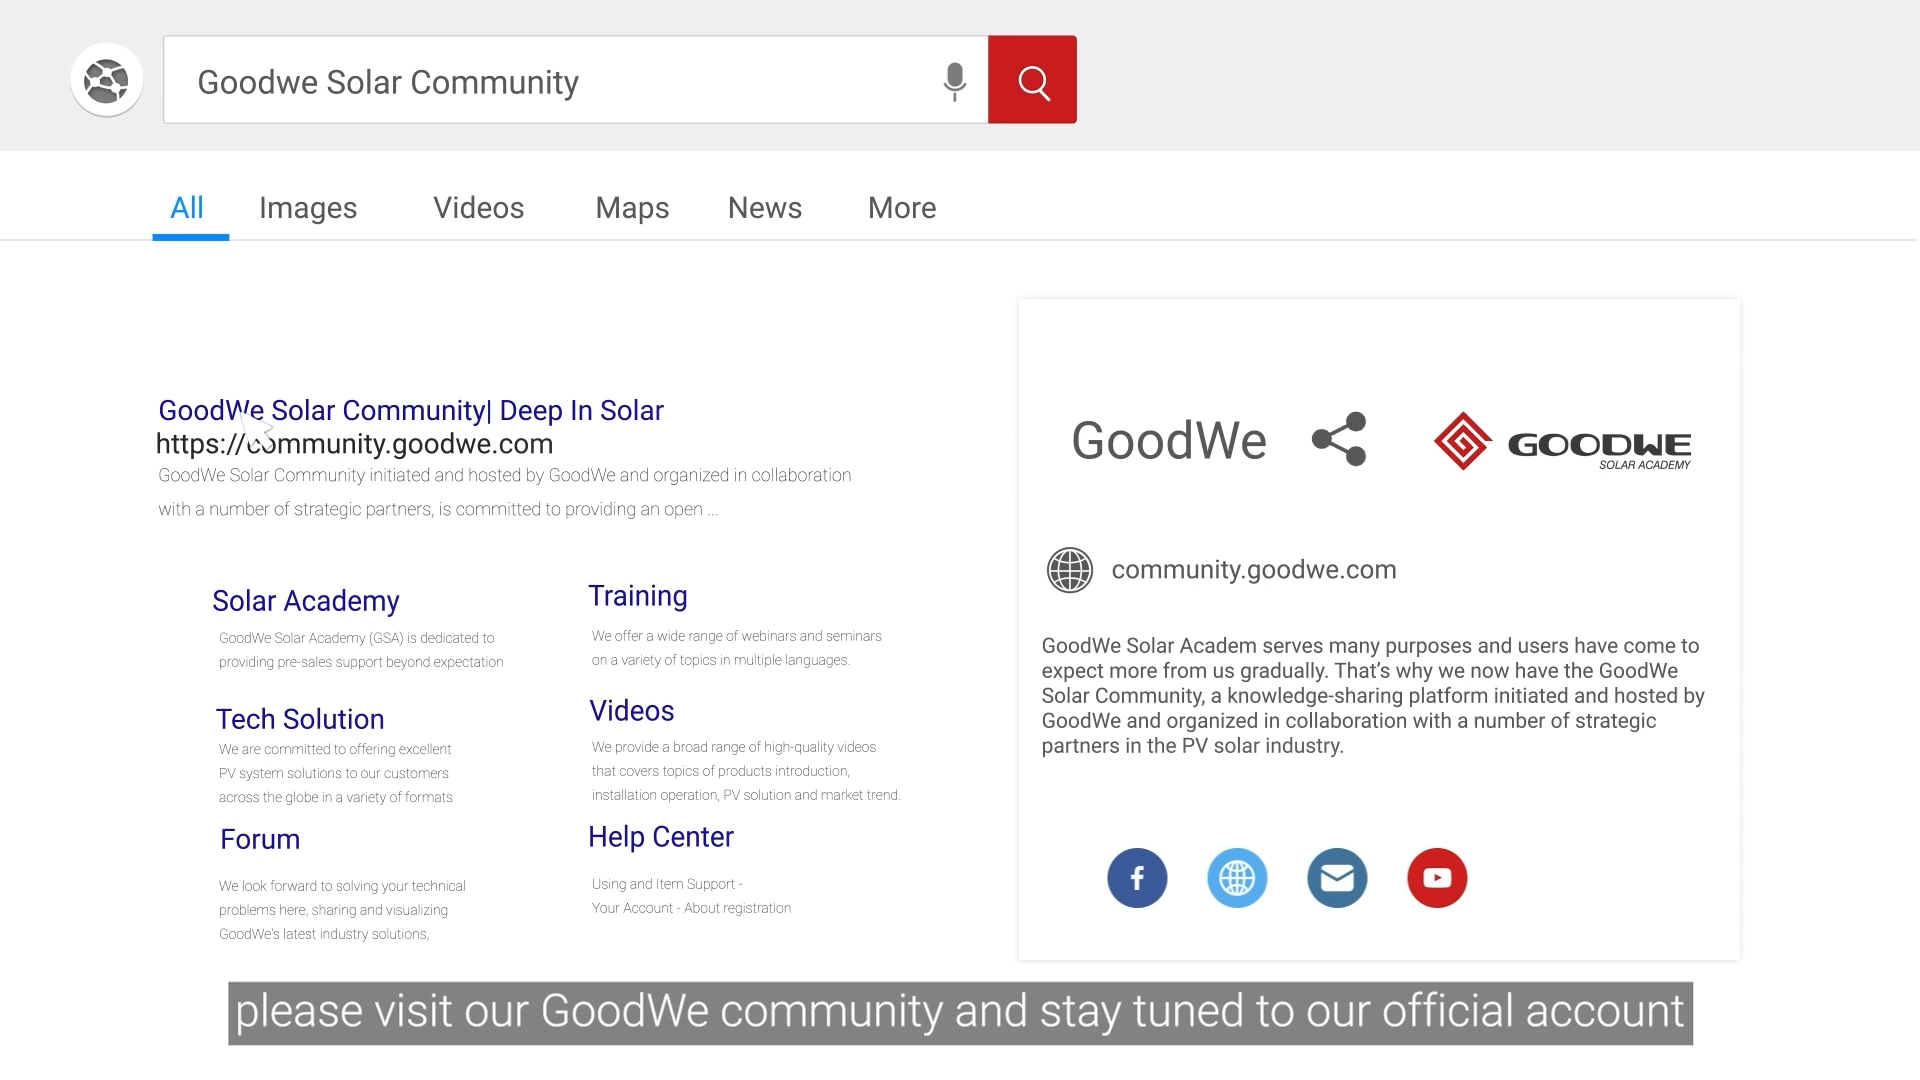 Goodwe Solar Community
All Images Videos Maps News More
GoodWe Solar Community| Deep In Solar
https://community.goodwe.com
GoodWe Solar Community initiated and hosted by GoodWe and organized in collaboration
with a number of strategic partners, is committed to providing an open ...
Solar Academy
GoodWe Solar Academy (GSA) is dedicated to
providing pre-sales support beyond expectation
Training
We offer a wide range of webinars and seminars
on a variety of topics in multiple languages.
Tech Solution
We are committed to offering excellent
PV system solutions to our customers
across the globe in a variety of formats
Videos
We provide a broad range of high-quality videos
that covers topics of products introduction,
installation operation, PV solution and market trend.
Forum
We look forward to solving your technical
problems here, sharing and visualizing
GoodWe's latest industry solutions,
Help Center
Using and Item Support -
Your Account - About registration
GoodWe
GOODWE
SOLAR ACADEMY
community.goodwe.com
GoodWe Solar Academ serves many purposes and users have come to
expect more from us gradually. That's why we now have the GoodWe
Solar Community, a knowledge-sharing platform initiated and hosted by
GoodWe and organized in collaboration with a number of strategic
partners in the PV solar industry.
please visit our GoodWe community and stay tuned to our official account